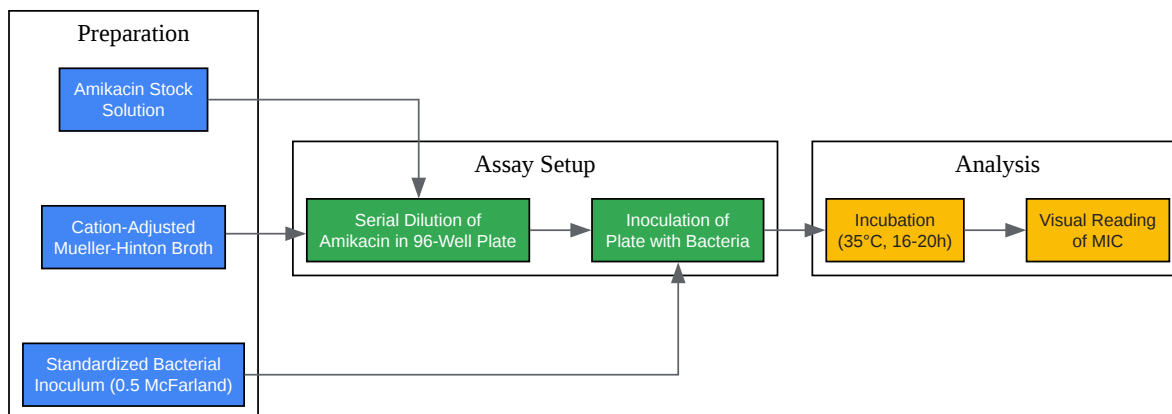 Preparation
Amikacin Stock
Solution
Cation-Adjusted
Mueller-Hinton Broth
Standardized Bacterial
Inoculum (0.5 McFarland)
Assay Setup
Serial Dilution of
Amikacin in 96-Well Plate
Inoculation of
Plate with Bacteria
Analysis
Incubation
(35°C, 16-20h)
Visual Reading
of MIC